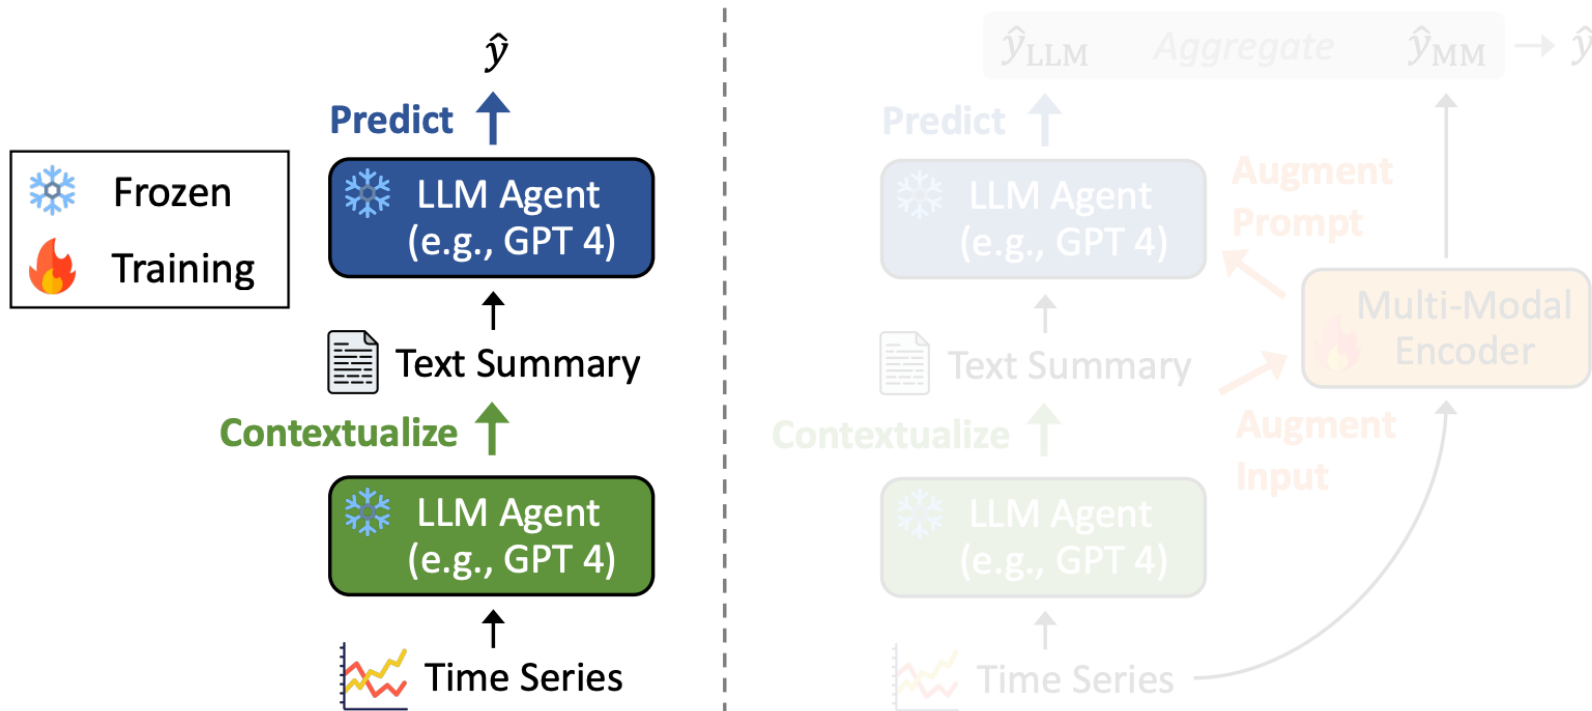 ŷ
Predict
LLM Agent
(e.g., GPT 4)
Frozen
Training
Text Summary
Contextualize
LLM Agent
(e.g., GPT 4)
Time Series
ŷ_LLM Aggregate ŷ_MM → ŷ
Predict
LLM Agent
(e.g., GPT 4)
Augment
Prompt
Multi-Modal
Encoder
Text Summary
Contextualize
Augment
Input
LLM Agent
(e.g., GPT 4)
Time Series